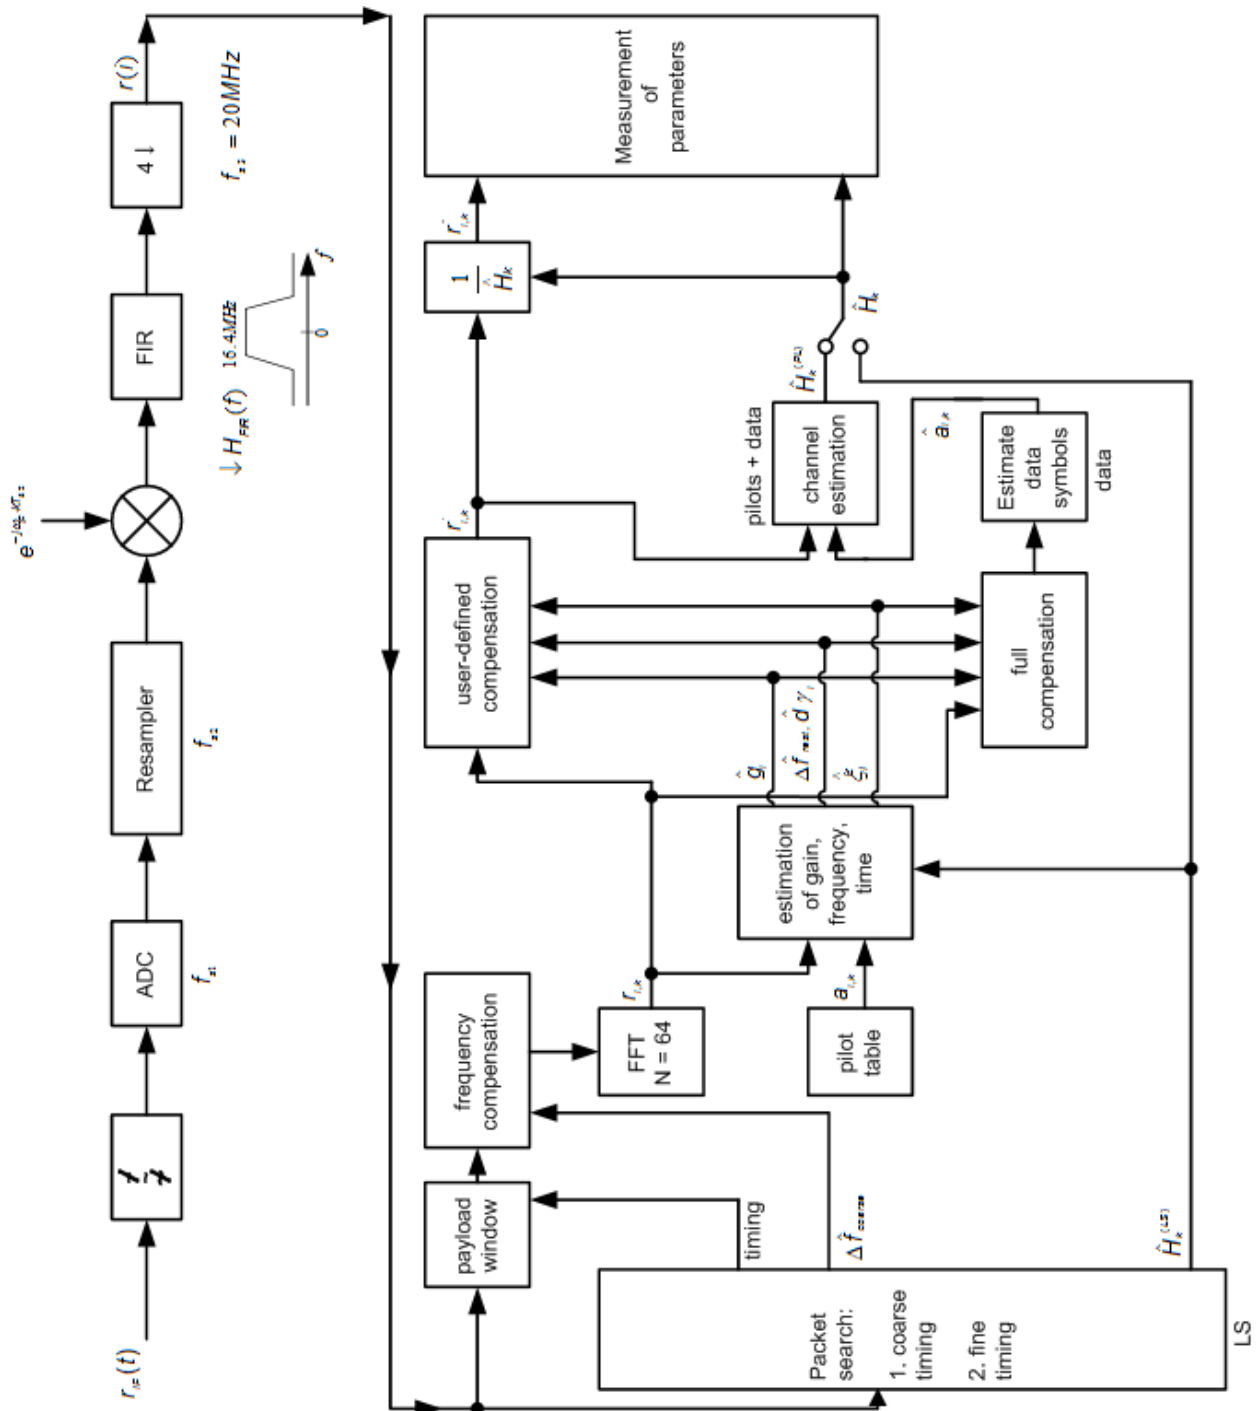 r_IF(t)
ADC
f_s1
Resampler
f_s2
e^-jω_IF·kT_s2
FIR
↓ H_FIR(f)
16.4MHz
0
f
4↓
r(i)
f_s3 = 20MHz
payload
window
frequency
compensation
user-defined
compensation
r'_l,k
1
Ĥ_k
r''_l,k
Measurement
of
parameters
FFT
N = 64
r_l,k
pilot
table
a_l,k
estimation
of gain,
frequency,
time
ĝ_l
Δf̂_rest, d γ̂_l
ξ̂_l
pilots + data
channel
estimation
Ĥ_k^(PL)
Ĥ_k
full
compensation
Estimate
data
symbols
data
â_l,k
Packet
search:
1. coarse
timing
2. fine
timing
timing
Δf̂_coarse
Ĥ_k^(LS)
LS